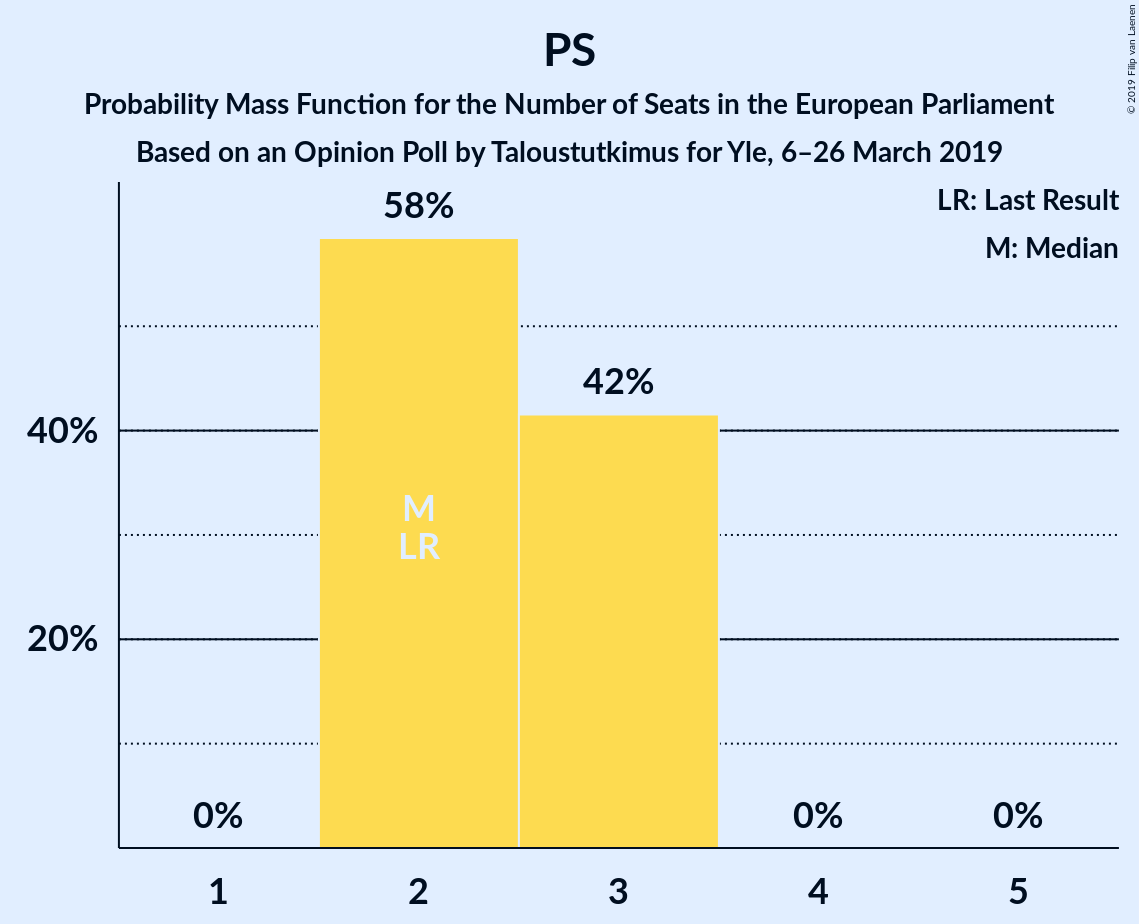 PS
Probability Mass Function for the Number of Seats in the European Parliament
Based on an Opinion Poll by Taloustutkimus for Yle, 6–26 March 2019
© 2019 Filip van Laenen
LR: Last Result
M: Median
58%
42%
40%
M
LR
20%
0%
0%
0%
1
2
3
4
5